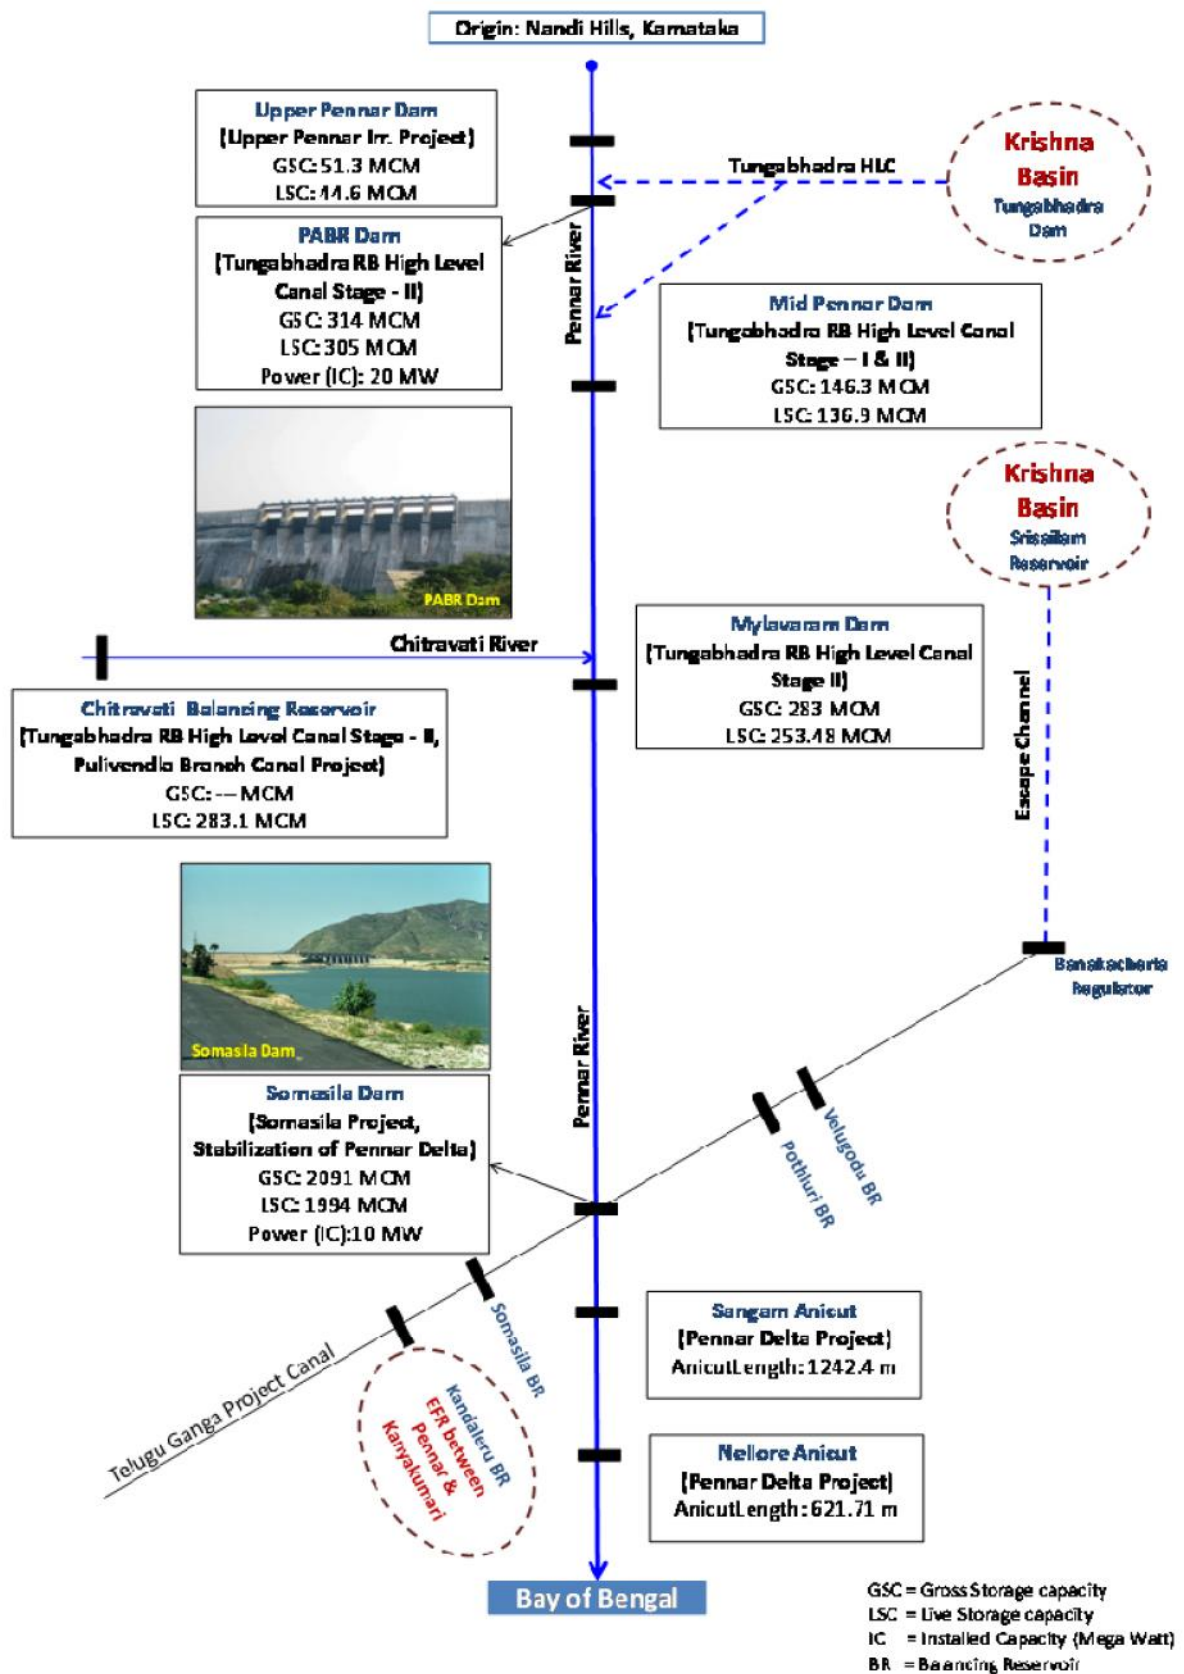 Origin: Nandi Hills, Karnataka
Upper Pennar Dam
(Upper Pennar Irr. Project)
GSC: 51.3 MCM
LSC: 44.6 MCM
Tungabhadra HLC
Krishna
Basin
Tungabhadra
Dam
PABR Dam
(Tungabhadra RB High Level
Canal Stage - II)
GSC: 314 MCM
LSC: 305 MCM
Power (IC): 20 MW
Pennar River
Mid Pennar Dam
(Tungabhadra RB High Level Canal
Stage – I & II)
GSC: 146.3 MCM
LSC: 136.9 MCM
PABR Dam
Krishna
Basin
Srisailam
Reservoir
Chitravati River
Mylavaram Dam
(Tungabhadra RB High Level Canal
Stage II)
GSC: 283 MCM
LSC: 253.48 MCM
Escape Channel
Chitravati Balancing Reservoir
(Tungabhadra RB High Level Canal Stage - II,
Pulivendla Branch Canal Project)
GSC: --- MCM
LSC: 283.1 MCM
Banakacherla
Regulator
Somasila Dam
Pennar River
Somasila Dam
(Somasila Project,
Stabilization of Pennar Delta)
GSC: 2091 MCM
LSC: 1994 MCM
Power (IC):10 MW
Velugodu BR
Pothluri BR
Somasila BR
Sangam Anicut
(Pennar Delta Project)
AnicutLength: 1242.4 m
Telugu Ganga Project Canal
Kandaleru BR
EFR between
Pennar &
Kanyakumari
Nellore Anicut
(Pennar Delta Project)
AnicutLength: 621.71 m
Bay of Bengal
GSC = Gross Storage capacity
LSC = Live Storage capacity
IC = Installed Capacity (Mega Watt)
BR = Balancing Reservoir